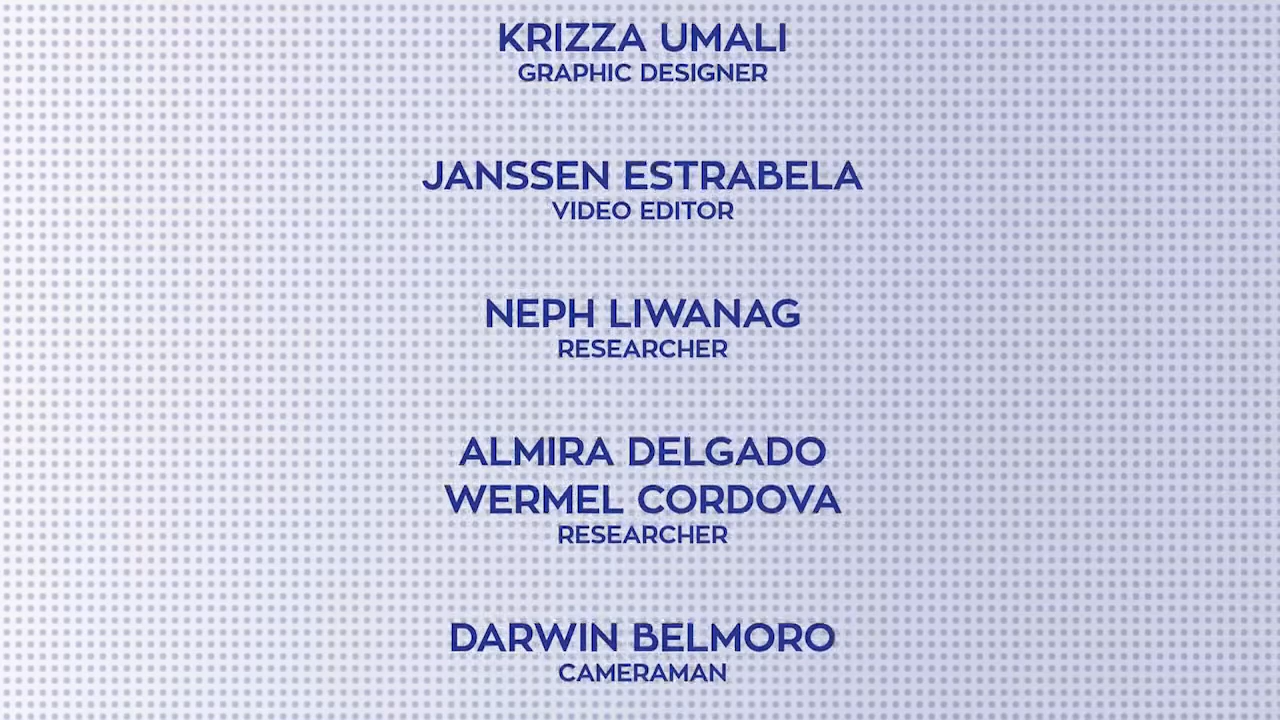 KRIZZA UMALI
GRAPHIC DESIGNER
JANSSEN ESTRABELA
VIDEO EDITOR
NEPH LIWANAG
RESEARCHER
ALMIRA DELGADO
WERMEL CORDOVA
RESEARCHER
DARWIN BELMORO
CAMERAMAN